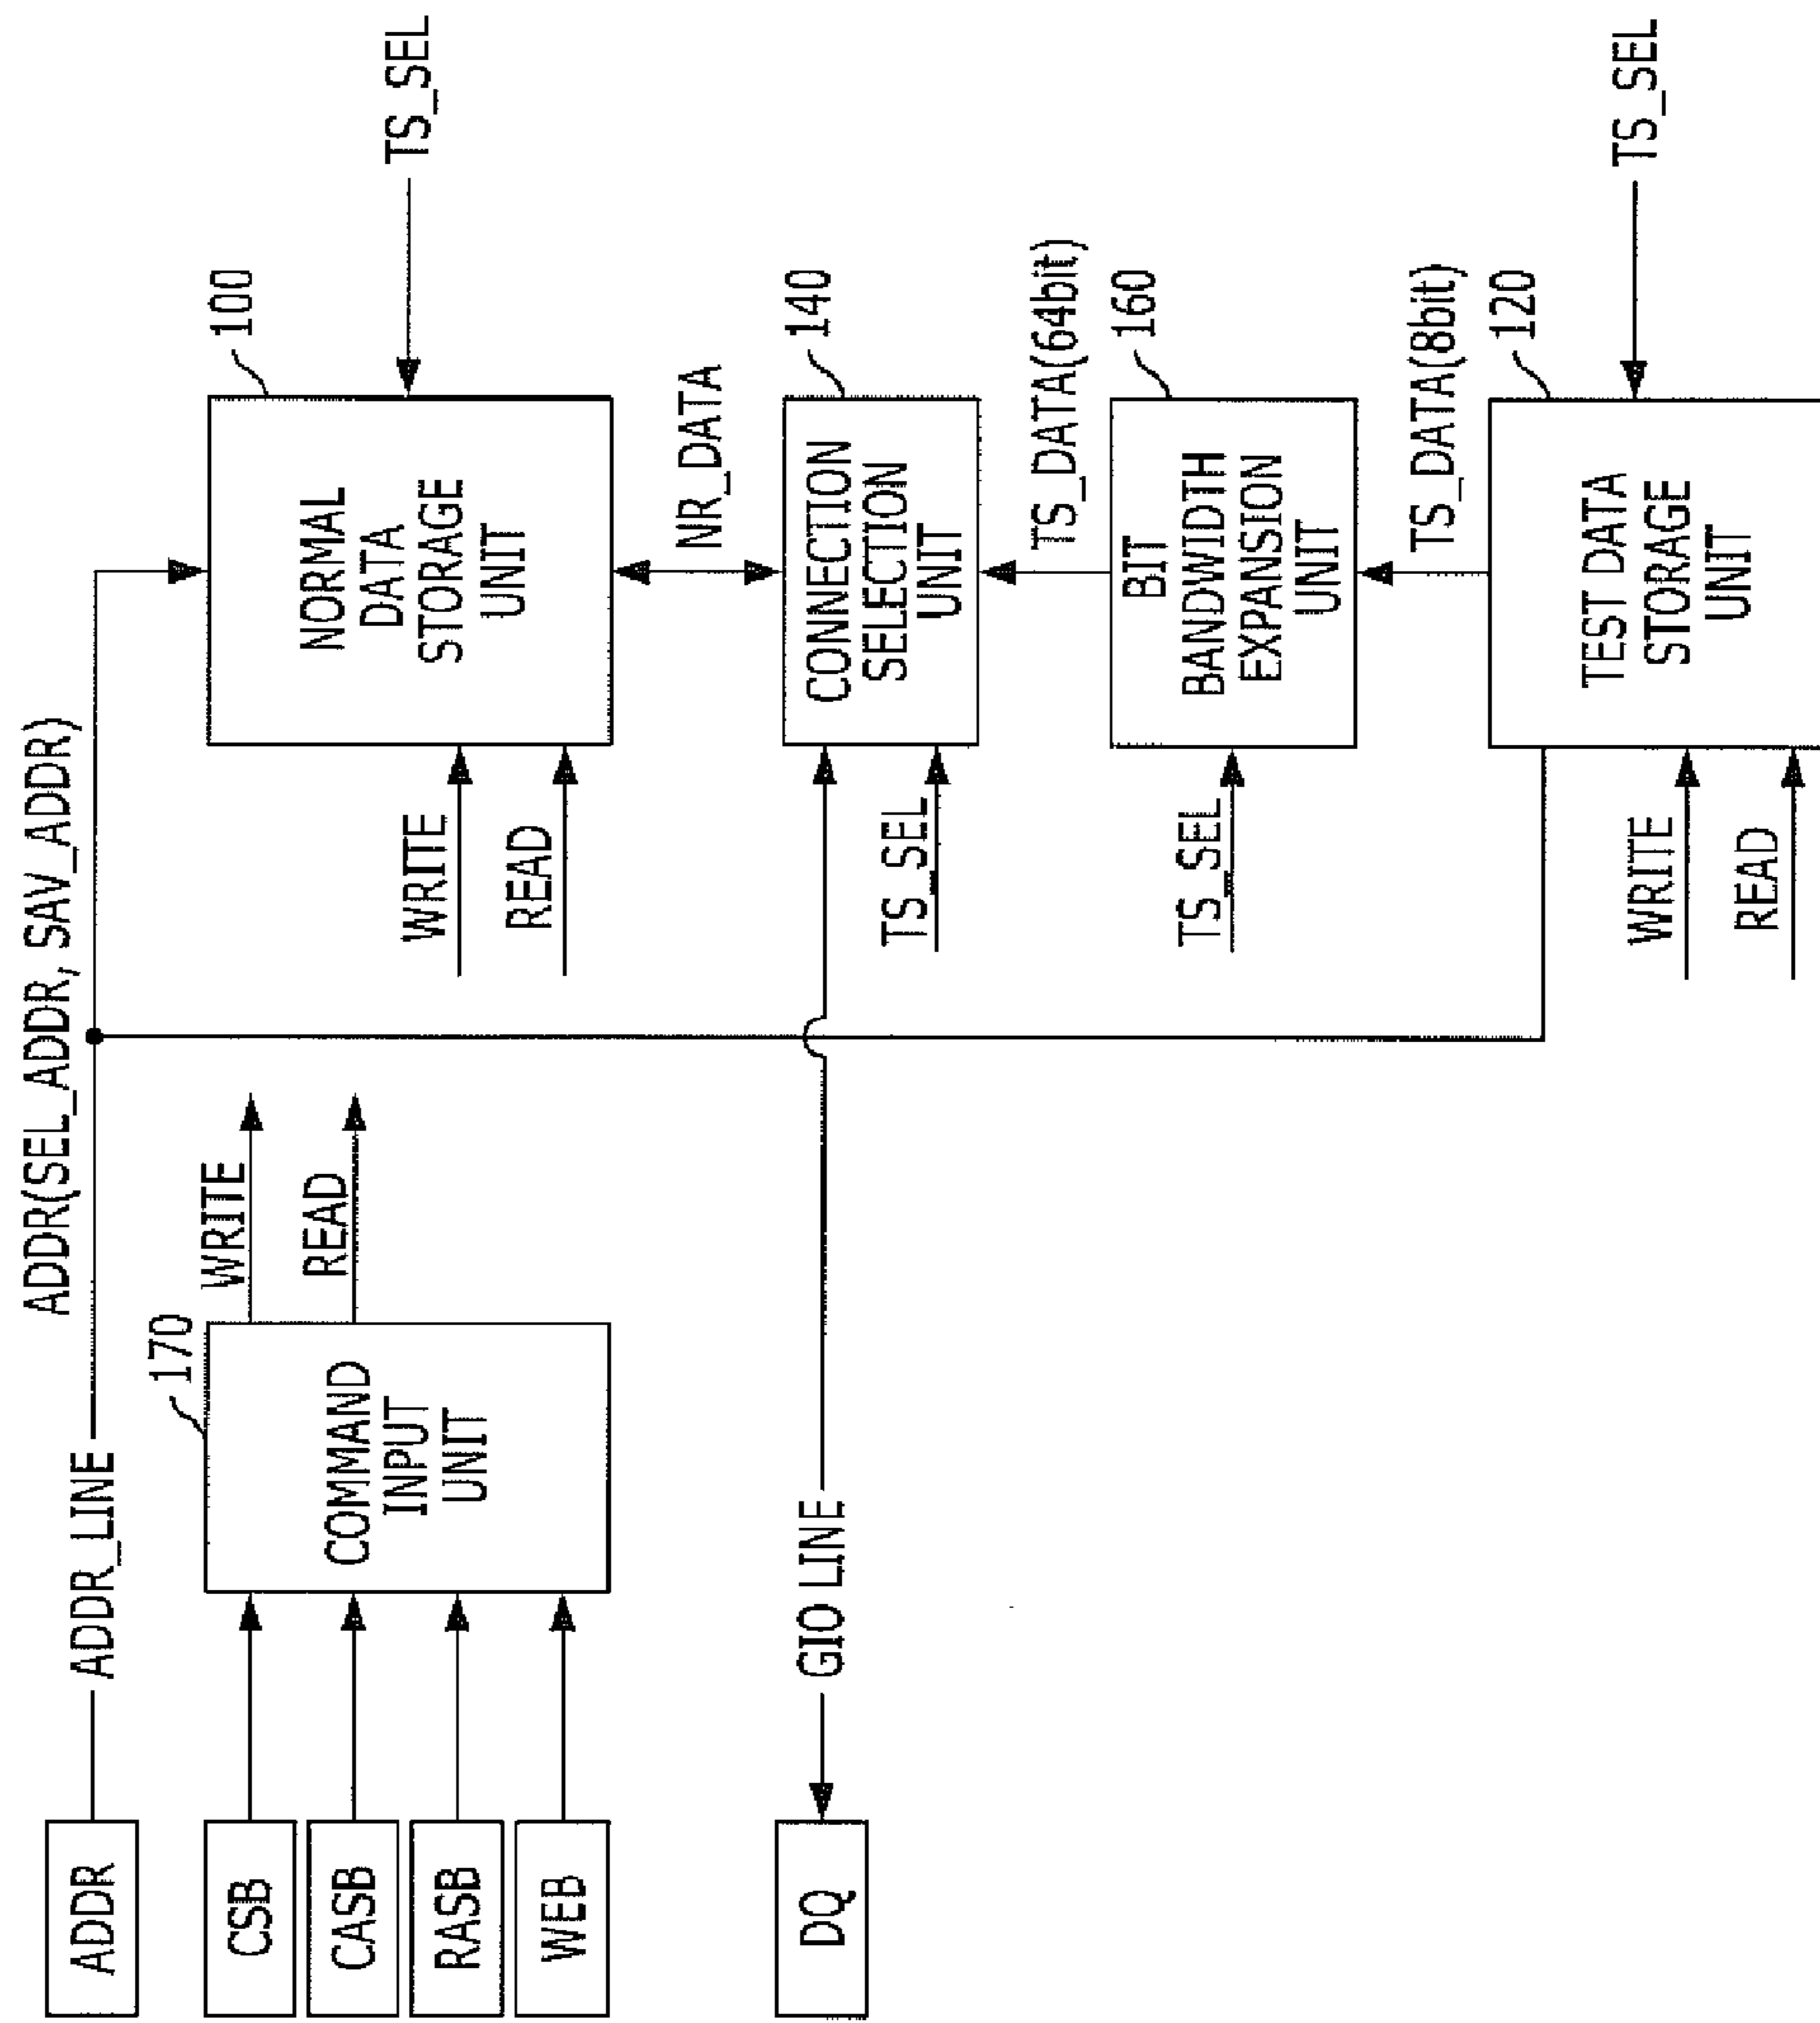 ADDR(SEL_ADDR, SAV_ADDR)
ADDR
ADDR_LINE
170
100
CSB
CASB
RASB
WEB
COMMAND
INPUT
UNIT
WRITE
READ
NORMAL
DATA
STORAGE
UNIT
WRITE
READ
TS_SEL
NR_DATA
140
DQ
GIO LINE
CONNECTION
SELECTION
UNIT
TS_SEL
TS_DATA(64bit)
160
BIT
BANDWIDTH
EXPANSION
UNIT
TS_SEL
TS_DATA(8bit)
120
TEST DATA
STORAGE
UNIT
WRITE
READ
TS_SEL